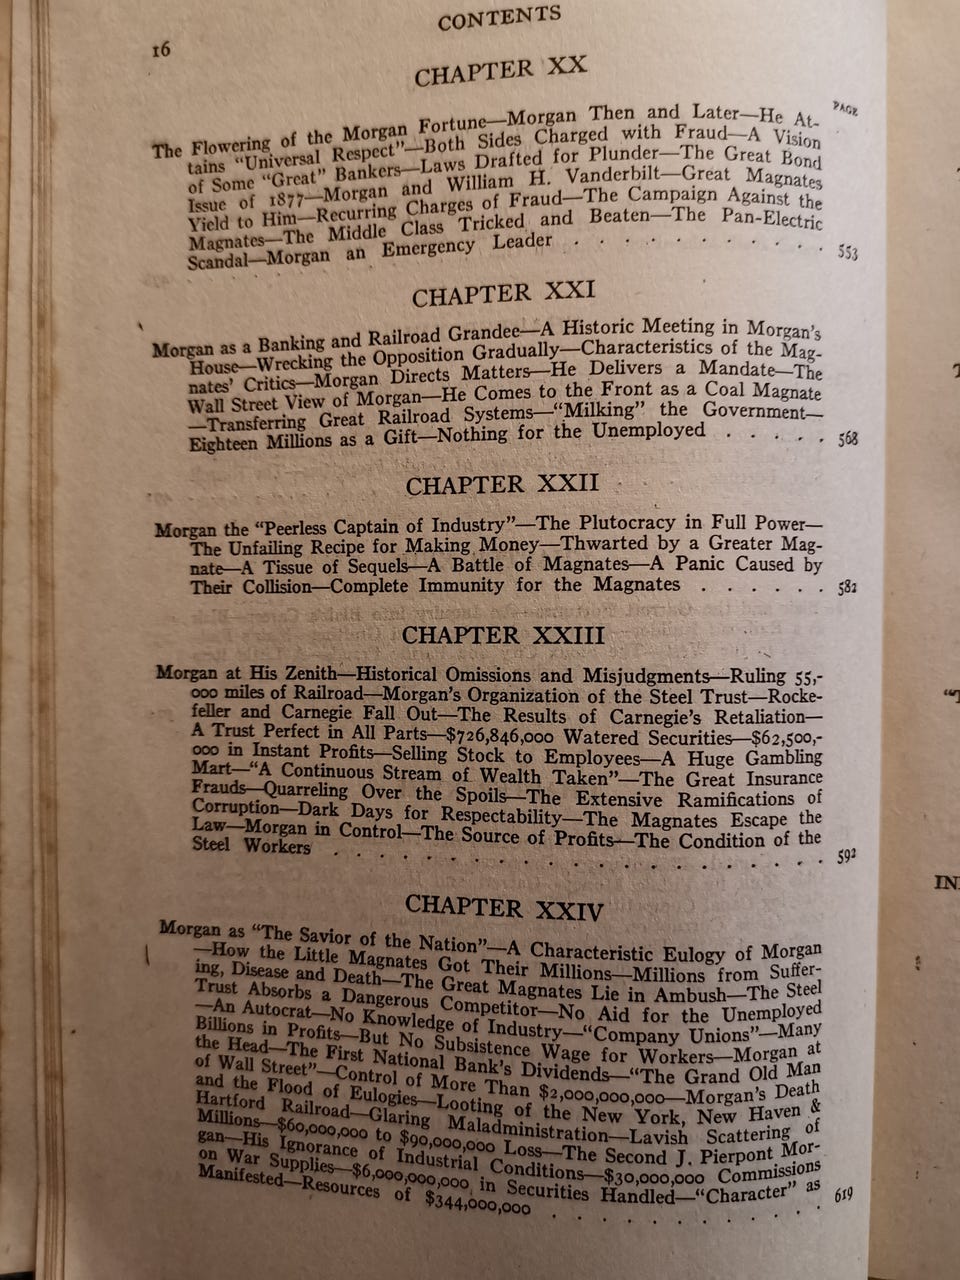 CONTENTS
16
CHAPTER XX
PAGE
The Flowering of the Morgan Fortune—Morgan Then and Later—He At-
tains "Universal Respect"—Both Sides Charged with Fraud—A Vision
of Some "Great" Bankers—Laws Drafted for Plunder—The Great Bond
Issue of 1877—Morgan and William H. Vanderbilt—Great Magnates
Yield to Him—Recurring Charges of Fraud—The Campaign Against the
Magnates—The Middle Class Tricked and Beaten—The Pan-Electric
Scandal—Morgan an Emergency Leader . . . . . . . . . . . 553
CHAPTER XXI
Morgan as a Banking and Railroad Grandee—A Historic Meeting in Morgan's
House—Wrecking the Opposition Gradually—Characteristics of the Mag-
nates' Critics—Morgan Directs Matters—He Delivers a Mandate—The
Wall Street View of Morgan—He Comes to the Front as a Coal Magnate
—Transferring Great Railroad Systems—"Milking" the Government—
Eighteen Millions as a Gift—Nothing for the Unemployed . . . . . 568
CHAPTER XXII
Morgan the "Peerless Captain of Industry"—The Plutocracy in Full Power—
The Unfailing Recipe for Making Money—Thwarted by a Greater Mag-
nate—A Tissue of Sequels—A Battle of Magnates—A Panic Caused by
Their Collision—Complete Immunity for the Magnates . . . . . . 582
CHAPTER XXIII
Morgan at His Zenith—Historical Omissions and Misjudgments—Ruling 55,-
000 miles of Railroad—Morgan's Organization of the Steel Trust—Rocke-
feller and Carnegie Fall Out—The Results of Carnegie's Retaliation—
A Trust Perfect in All Parts—$726,846,000 Watered Securities—$62,500,-
000 in Instant Profits—Selling Stock to Employees—A Huge Gambling
Mart—"A Continuous Stream of Wealth Taken"—The Great Insurance
Frauds—Quarreling Over the Spoils—The Extensive Ramifications of
Corruption—Dark Days for Respectability—The Magnates Escape the
Law—Morgan in Control—The Source of Profits—The Condition of the
Steel Workers . . . . . . . . . . . . . . . . . . . . . 592
CHAPTER XXIV
Morgan as "The Savior of the Nation"—A Characteristic Eulogy of Morgan
—How the Little Magnates Got Their Millions—Millions from Suffer-
ing, Disease and Death—The Great Magnates Lie in Ambush—The Steel
Trust Absorbs a Dangerous Competitor—No Aid for the Unemployed
—An Autocrat—No Knowledge of Industry—"Company Unions"—Many
Billions in Profits—But No Subsistence Wage for Workers—Morgan at
the Head—The First National Bank's Dividends—"The Grand Old Man
of Wall Street"—Control of More Than $2,000,000,000—Morgan's Death
and the Flood of Eulogies—Looting of the New York, New Haven &
Hartford Railroad—Glaring Maladministration—Lavish Scattering of
Millions—$60,000,000 to $90,000,000 Loss—The Second J. Pierpont Mor-
gan—His Ignorance of Industrial Conditions—$30,000,000 Commissions
on War Supplies—$6,000,000,000 in Securities Handled—"Character" as
Manifested—Resources of $344,000,000 . . . . . . . . . . . 619
IN